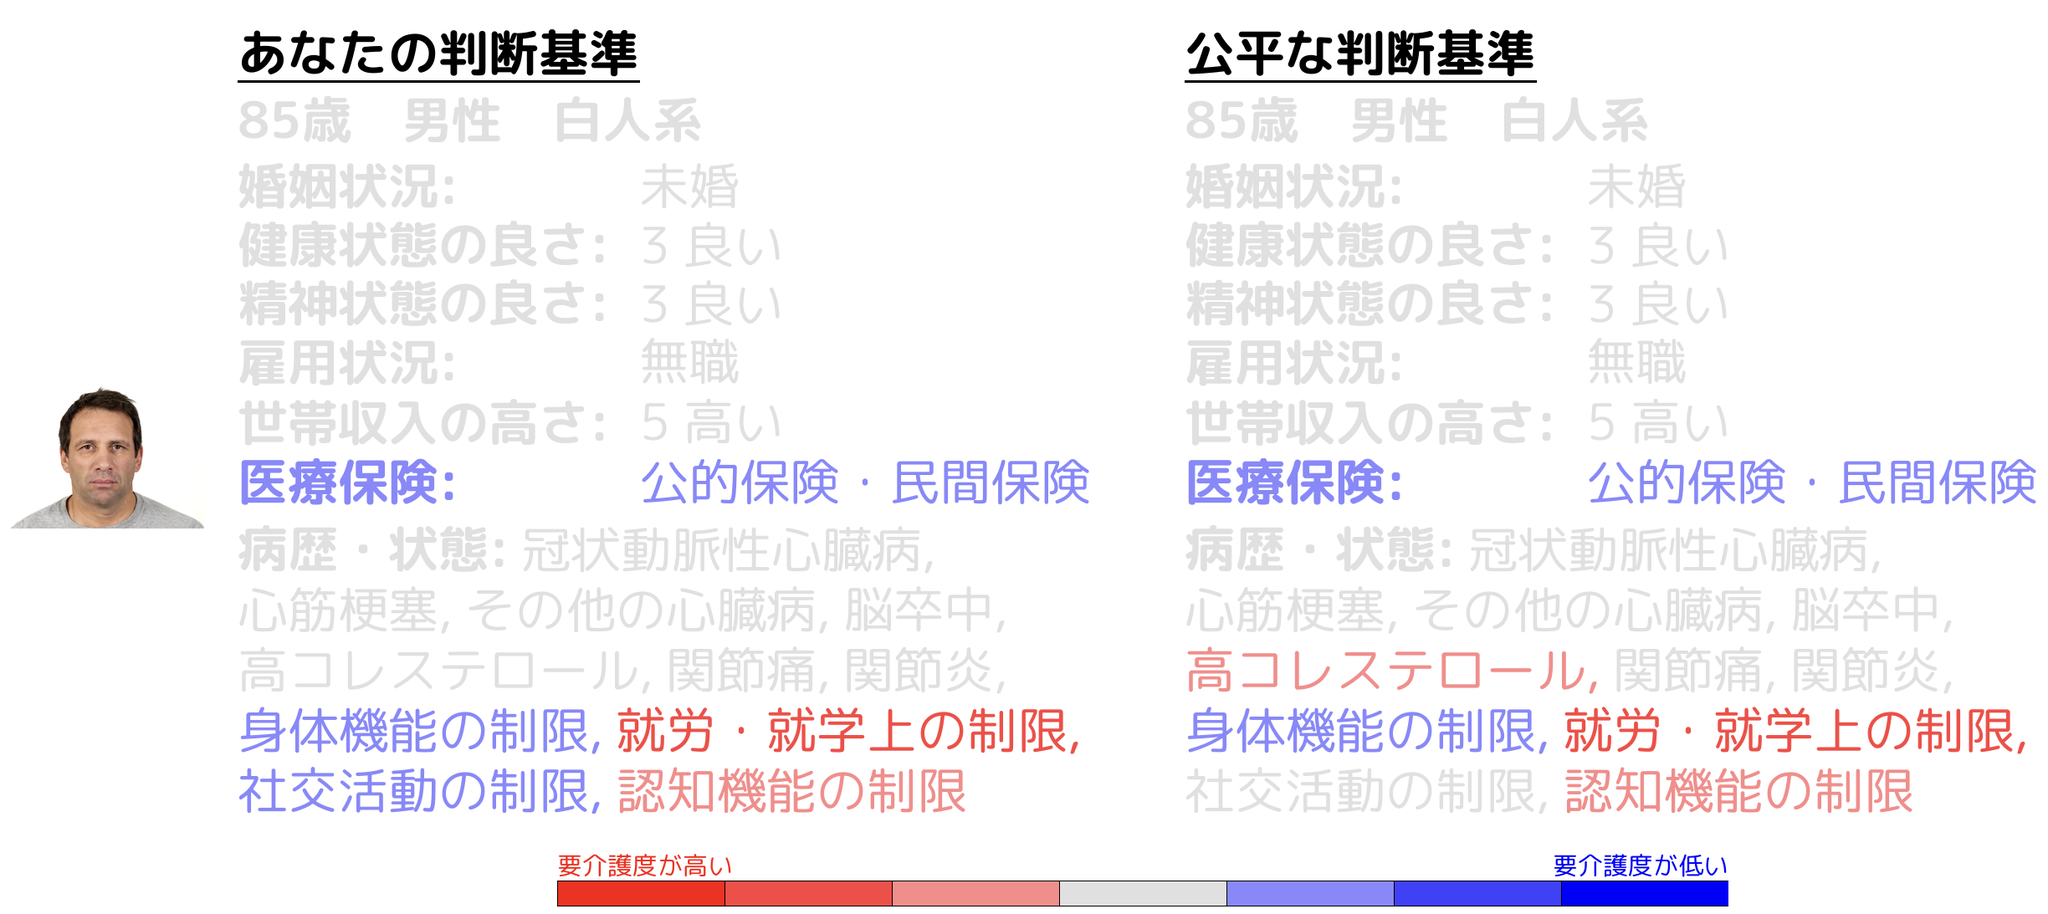 あなたの判断基準
85歳 男性 白人系
婚姻状況: 未婚
健康状態の良さ: 3 良い
精神状態の良さ: 3 良い
雇用状況: 無職
世帯収入の高さ: 5 高い
医療保険: 公的保険・民間保険
病歴・状態: 冠状動脈性心臓病,
心筋梗塞, その他の心臓病, 脳卒中,
高コレステロール, 関節痛, 関節炎,
身体機能の制限, 就労・就学上の制限,
社交活動の制限, 認知機能の制限
公平な判断基準
85歳 男性 白人系
婚姻状況: 未婚
健康状態の良さ: 3 良い
精神状態の良さ: 3 良い
雇用状況: 無職
世帯収入の高さ: 5 高い
医療保険: 公的保険・民間保険
病歴・状態: 冠状動脈性心臓病,
心筋梗塞, その他の心臓病, 脳卒中,
高コレステロール, 関節痛, 関節炎,
身体機能の制限, 就労・就学上の制限,
社交活動の制限, 認知機能の制限
要介護度が高い
要介護度が低い